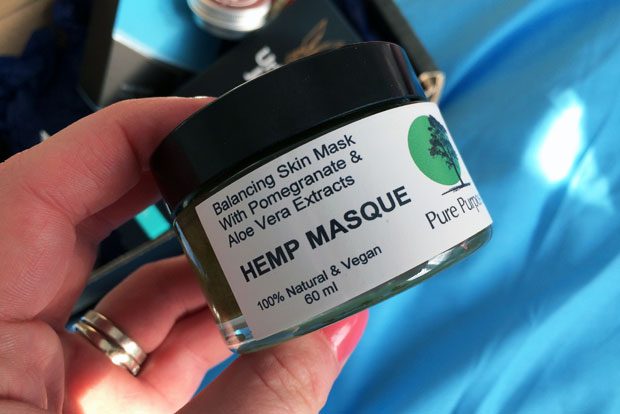 Balancing Skin Mask
With Pomegranate &
Aloe Vera Extracts
HEMP MASQUE
100% Natural & Vegan
60 ml
Pure